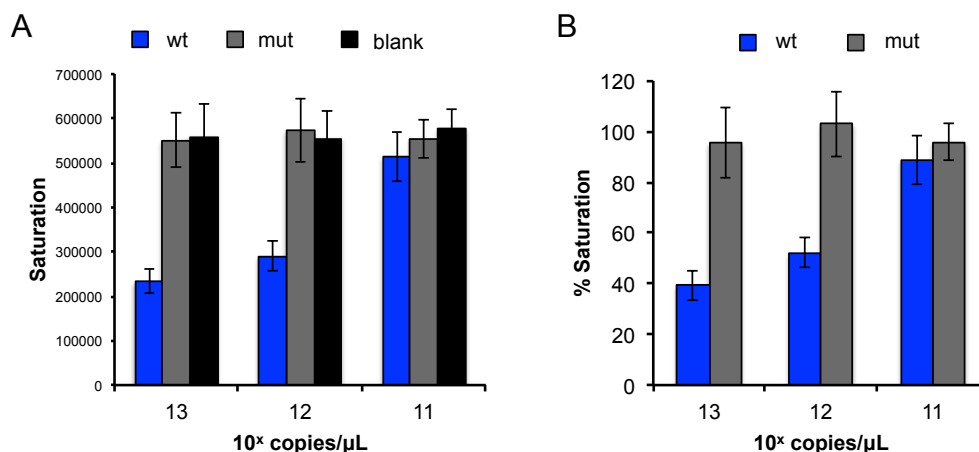 A
wt mut blank
Saturation
700000
600000
500000
400000
300000
200000
100000
0
13 12 11
10ˣ copies/µL
B
wt mut
% Saturation
120
100
80
60
40
20
0
13 12 11
10ˣ copies/µL